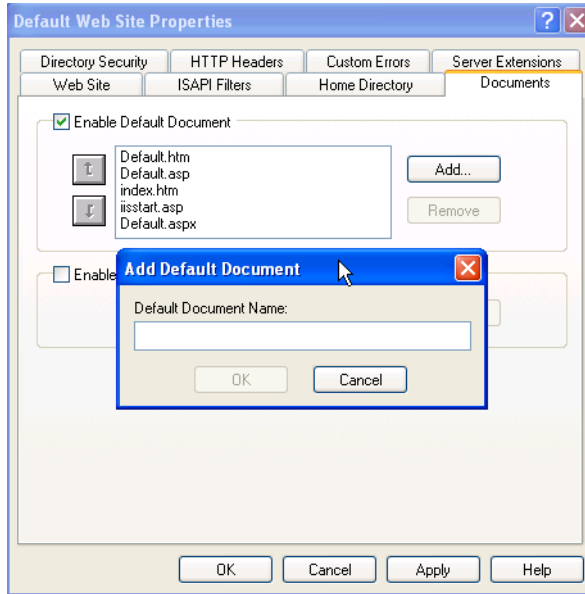 Default Web Site Properties
?
Directory Security HTTP Headers Custom Errors Server Extensions
Web Site ISAPI Filters Home Directory Documents
Enable Default Document
Default.htm
Default.asp
index.htm
iisstart.asp
Default.aspx
Add...
Remove
Enable
Add Default Document
Default Document Name:
OK Cancel
OK Cancel Apply Help